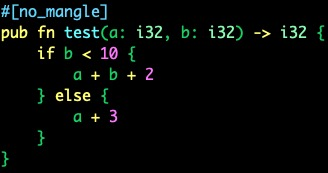 #[no_mangle]
pub fn test(a: i32, b: i32) -> i32 {
    if b < 10 {
        a + b + 2
    } else {
        a + 3
    }
}